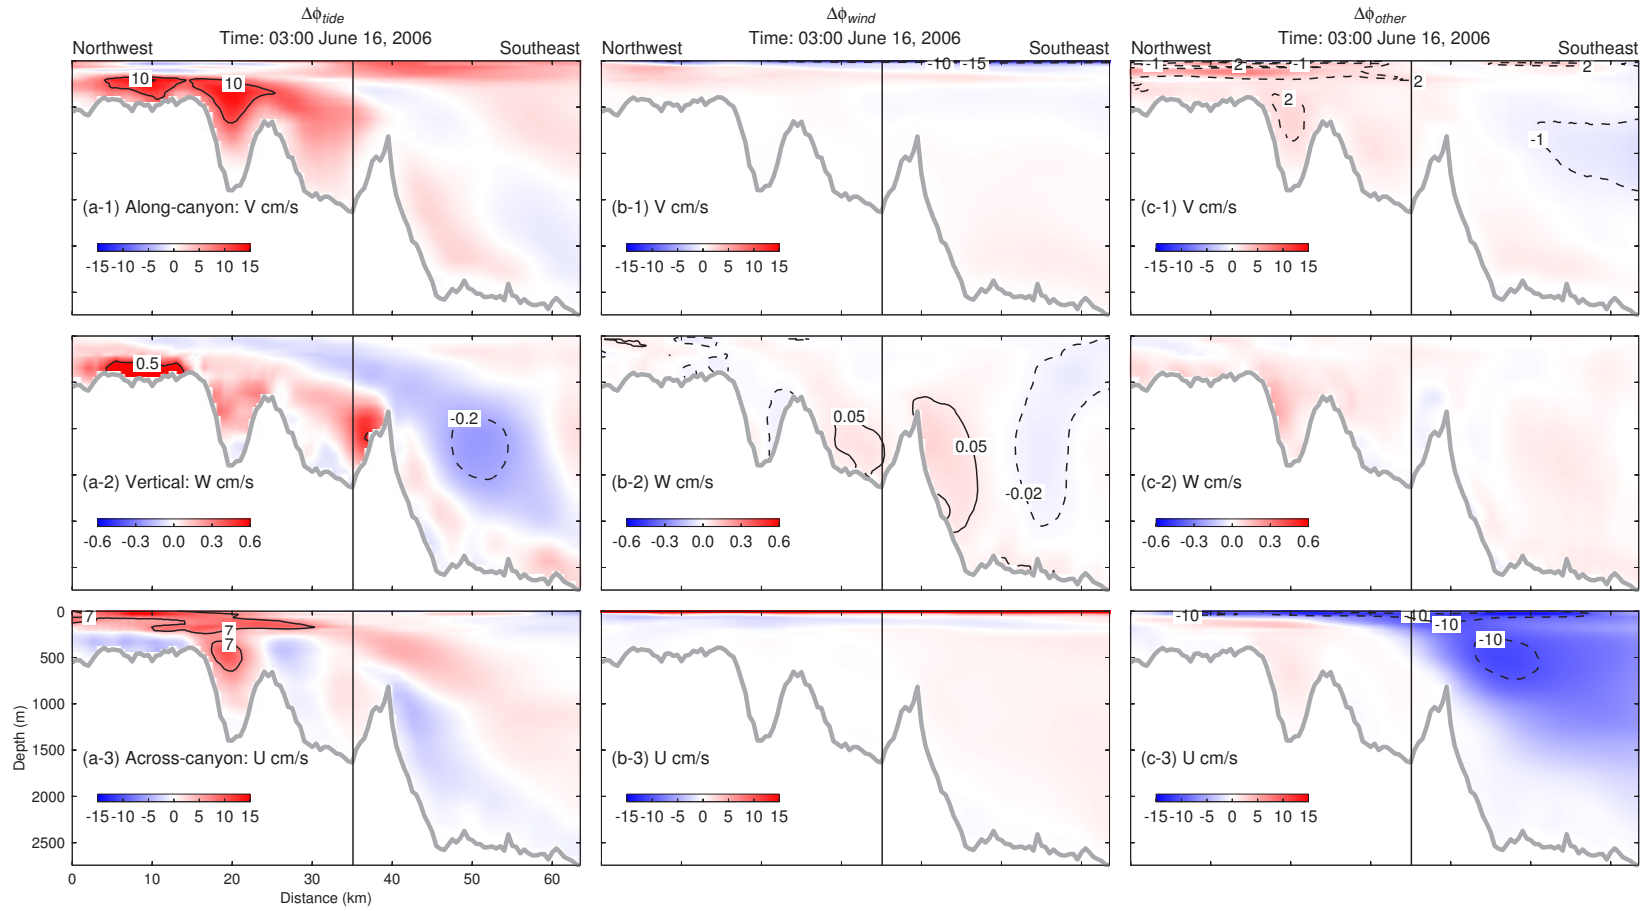 Δϕtide Δϕwind Δϕother
Time: 03:00 June 16, 2006 Time: 03:00 June 16, 2006 Time: 03:00 June 16, 2006
Northwest Southeast Northwest Southeast Northwest Southeast
10 10
-10 -15
-1 2 -1 2 2
2
-1
(a-1) Along-canyon: V cm/s (b-1) V cm/s (c-1) V cm/s
-15 -10 -5 0 5 10 15 -15 -10 -5 0 5 10 15 -15 -10 -5 0 5 10 15
0.5
-0.2 0.05 0.05
-0.02
(a-2) Vertical: W cm/s (b-2) W cm/s (c-2) W cm/s
-0.6 -0.3 0.0 0.3 0.6 -0.6 -0.3 0.0 0.3 0.6 -0.6 -0.3 0.0 0.3 0.6
7 7 7
-10 -10 -10 -10
(a-3) Across-canyon: U cm/s (b-3) U cm/s (c-3) U cm/s
-15 -10 -5 0 5 10 15 -15 -10 -5 0 5 10 15 -15 -10 -5 0 5 10 15
Depth (m)
0
500
1000
1500
2000
2500
0 10 20 30 40 50 60
Distance (km)